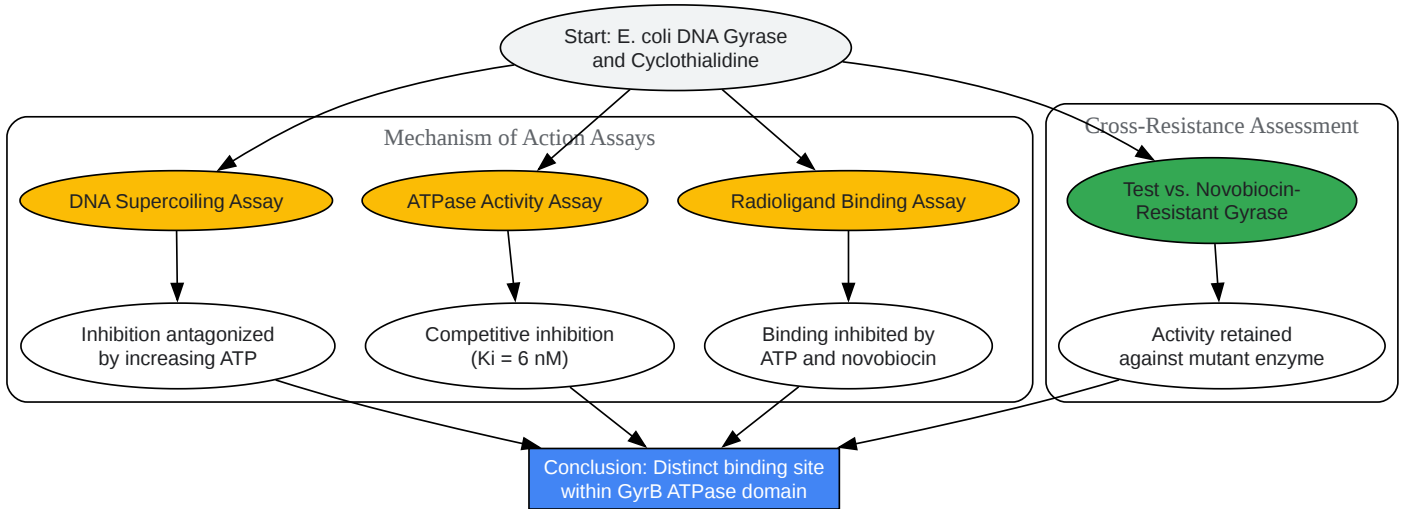 Start: E. coli DNA Gyrase
and Cyclothialidine
Mechanism of Action Assays
Cross-Resistance Assessment
DNA Supercoiling Assay
ATPase Activity Assay
Radioligand Binding Assay
Test vs. Novobiocin-
Resistant Gyrase
Inhibition antagonized
by increasing ATP
Competitive inhibition
(Ki = 6 nM)
Binding inhibited by
ATP and novobiocin
Activity retained
against mutant enzyme
Conclusion: Distinct binding site
within GyrB ATPase domain